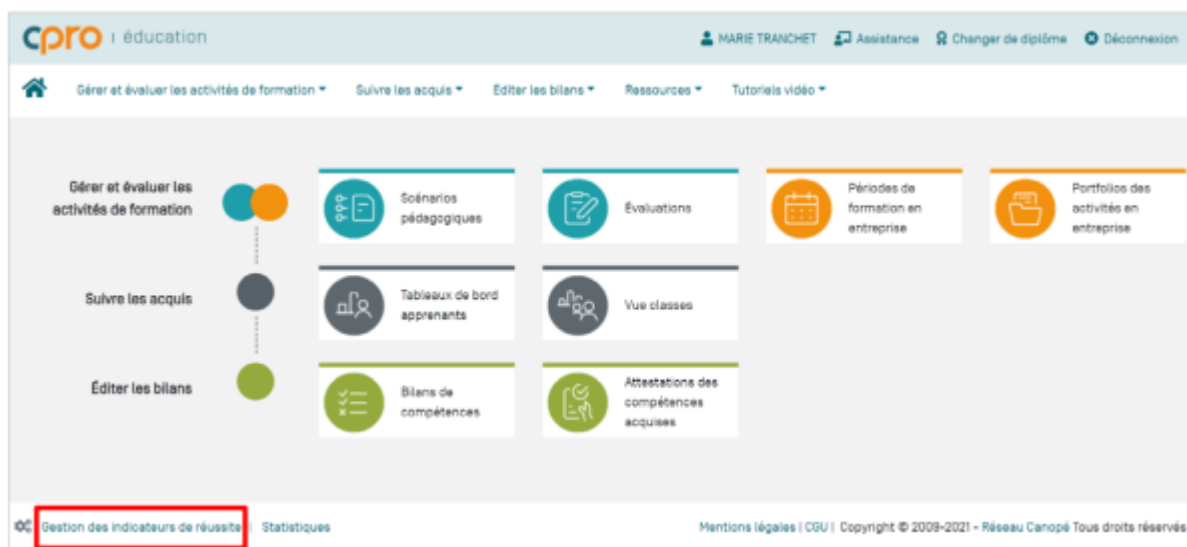 cpro | éducation
MARIE TRANCHET Assistance Changer de diplôme Déconnexion
Gérer et évaluer les activités de formation Suivre les acquis Editer les bilans Ressources Tutoriels vidéo
Gérer et évaluer les
activités de formation
Scénarios
pédagogiques
Evaluations
Périodes de
formation en
entreprise
Portfolios des
activités en
entreprise
Suivre les acquis
Tableaux de bord
apprenants
Vue classes
Éditer les bilans
Bilans de
compétences
Attestations des
compétences
acquises
Gestion des indicateurs de réussite | Statistiques
Mentions légales | CGU | Copyright © 2009-2021 - Réseau Canopé Tous droits réservés